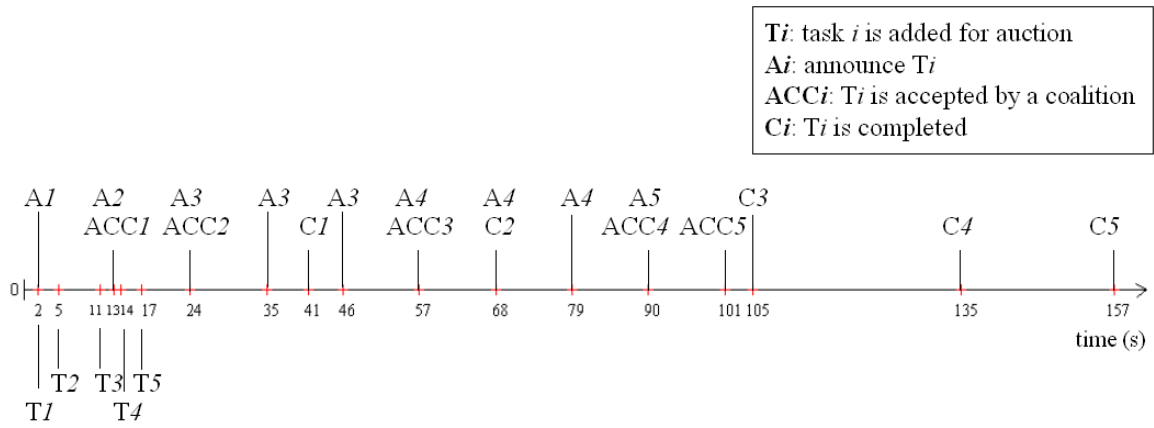 Ti: task i is added for auction
Ai: announce Ti
ACCi: Ti is accepted by a coalition
Ci: Ti is completed
A1 A2 A3 A3 A3 A4 A4 A4 A5 C3
ACC1 ACC2 C1 ACC3 C2 ACC4 ACC5 C4 C5
0
2 5 11 13 14 17 24 35 41 46 57 68 79 90 101 105 135 157
time (s)
T2 T3 T5
T1 T4